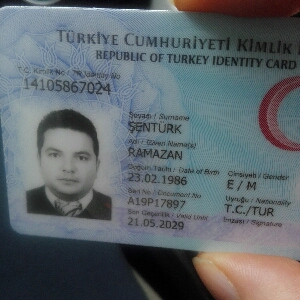 TÜRKİYE CUMHURİYETİ KİMLİK
REPUBLIC OF TURKEY IDENTITY CARD
T.C. Kimlik No / TR Identity No
14105867024
Soyadı / Surname
ŞENTÜRK
Adı / Given Name(s)
RAMAZAN
Doğum Tarihi / Date of Birth Cinsiyeti / Gender
23.02.1986 E / M
Seri No / Document No Uyruğu / Nationality
A19P17897 T.C./TUR
Son Geçerlilik / Valid Until İmzası / Signature
21.05.2029